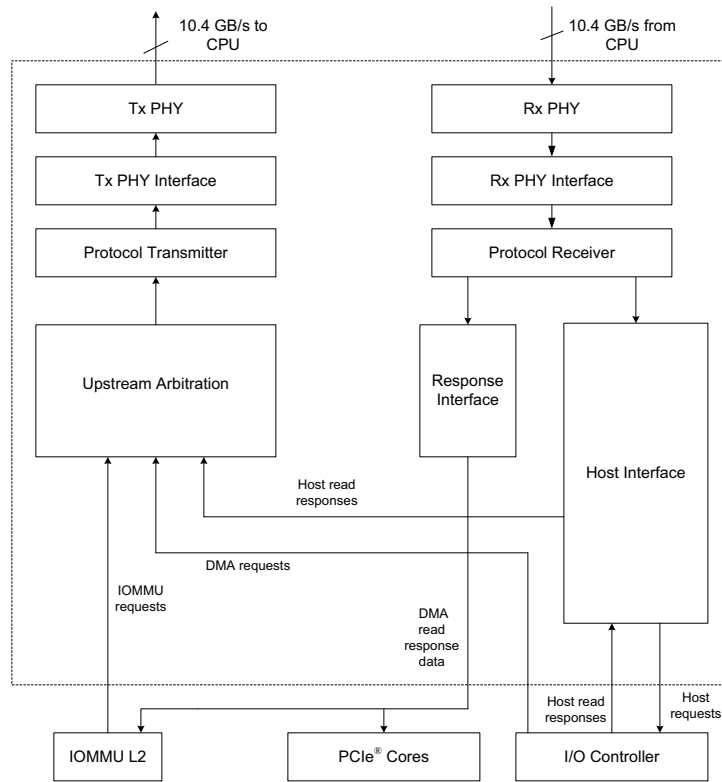 10.4 GB/s to
CPU
10.4 GB/s from
CPU
Tx PHY
Rx PHY
Tx PHY Interface
Rx PHY Interface
Protocol Transmitter
Protocol Receiver
Upstream Arbitration
Response
Interface
Host Interface
Host read
responses
DMA requests
IOMMU
requests
DMA
read
response
data
Host read
responses
Host
requests
IOMMU L2
PCIe® Cores
I/O Controller